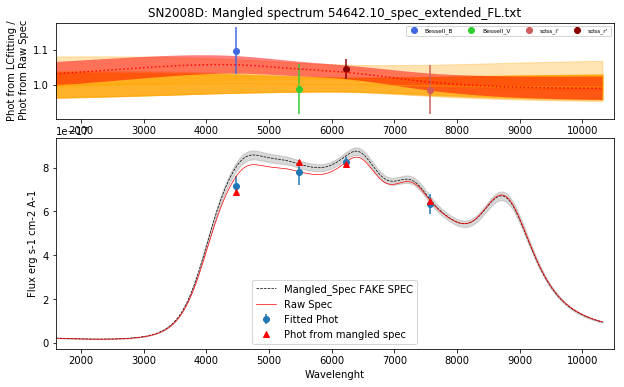 SN2008D: Mangled spectrum 54642.10_spec_extended_FL.txt
Phot from LCfitting /
Phot from Raw Spec
1.1
1.0
Bessell_B
Bessell_V
sdss_i'
sdss_r'
2000 3000 4000 5000 6000 7000 8000 9000 10000
1e-17
Flux erg s-1 cm-2 A-1
8
6
4
2
0
Mangled_Spec FAKE SPEC
Raw Spec
Fitted Phot
Phot from mangled spec
2000 3000 4000 5000 6000 7000 8000 9000 10000
Wavelenght